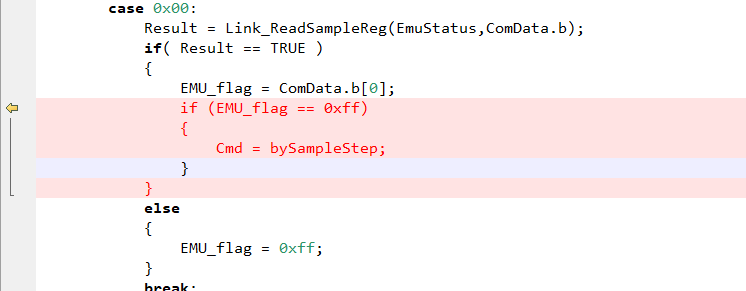 case 0x00:
Result = Link_ReadSampleReg(EmuStatus,ComData.b);
if( Result == TRUE )
{
EMU_flag = ComData.b[0];
if (EMU_flag == 0xff)
{
Cmd = bySampleStep;
}
}
else
{
EMU_flag = 0xff;
}
break;